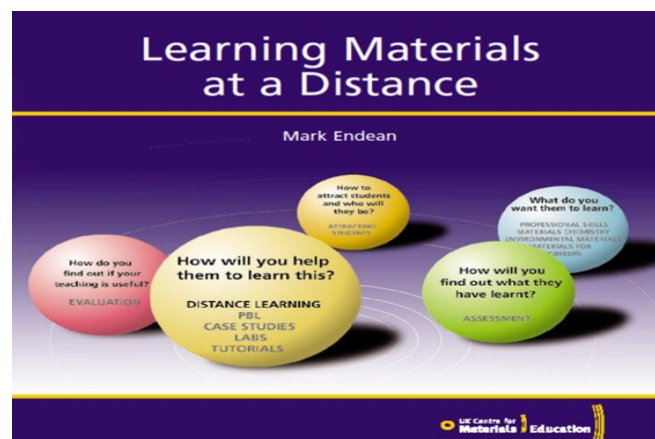 Learning Materials
at a Distance
Mark Endean
How to
attract students
and who will
they be?
ATTRACTING
STUDENTS
What do you
want them to learn?
PROFESSIONAL SKILLS
MATERIALS CHEMISTRY
ENVIRONMENTAL MATERIALS
MATERIALS FOR
How do you
find out if your
teaching is useful?
EVALUATION
How will you help
them to learn this?
DISTANCE LEARNING
PBL
CASE STUDIES
LABS
TUTORIALS
How will you
find out what they
have learnt?
ASSESSMENT
UK Centre for
Materials Education